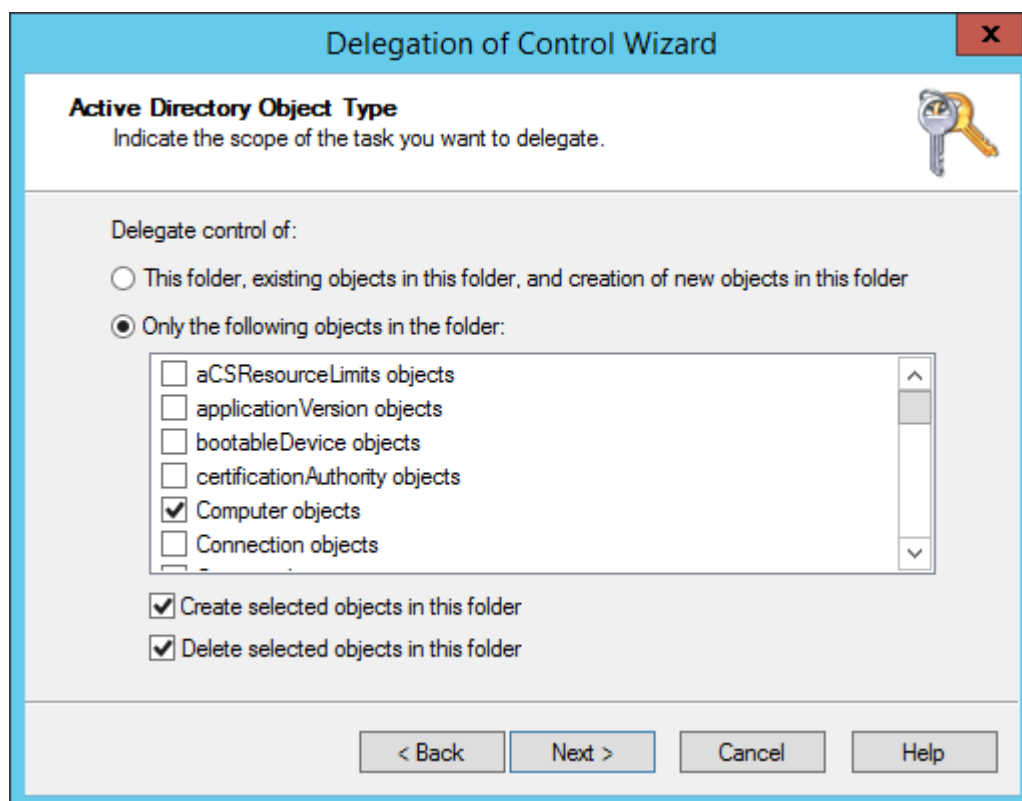 Delegation of Control Wizard
x
Active Directory Object Type
Indicate the scope of the task you want to delegate.
Delegate control of:
This folder, existing objects in this folder, and creation of new objects in this folder
Only the following objects in the folder:
aCSResourceLimits objects
applicationVersion objects
bootableDevice objects
certificationAuthority objects
Computer objects
Connection objects
Create selected objects in this folder
Delete selected objects in this folder
< Back Next > Cancel Help